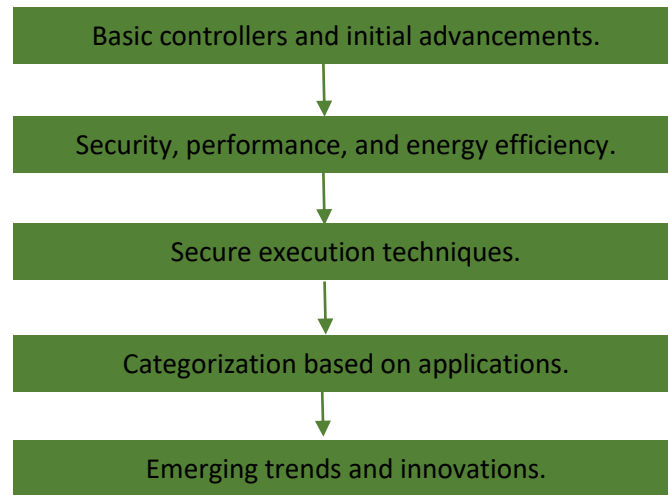 Basic controllers and initial advancements.
Security, performance, and energy efficiency.
Secure execution techniques.
Categorization based on applications.
Emerging trends and innovations.